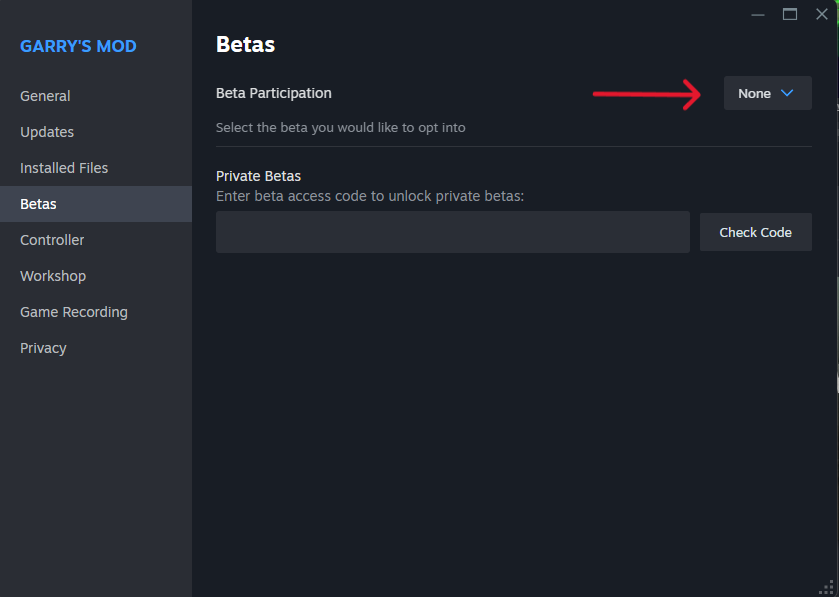 GARRY'S MOD
General
Updates
Installed Files
Betas
Controller
Workshop
Game Recording
Privacy
Betas
Beta Participation
None
Select the beta you would like to opt into
Private Betas
Enter beta access code to unlock private betas:
Check Code